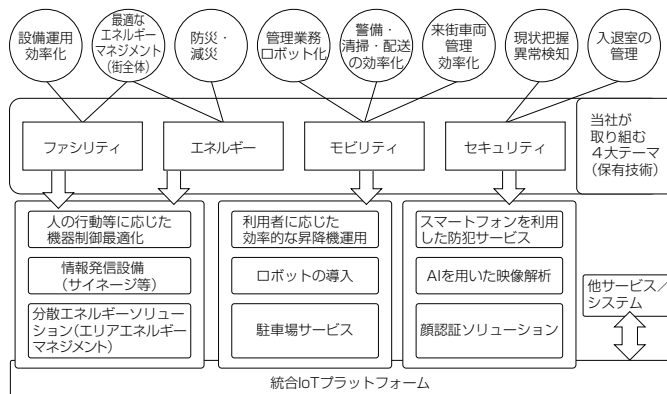 設備運用
効率化
最適な
エネルギー
マネジメント
（街全体）
防災・
減災
管理業務
ロボット化
警備・
清掃・配送
の効率化
来街車両
管理
効率化
現状把握
異常検知
入退室の
管理
ファシリティ
エネルギー
モビリティ
セキュリティ
当社が
取り組む
４大テーマ
（保有技術）
人の行動等に応じた
機器制御最適化
情報発信設備
（サイネージ等）
分散エネルギーソリュ
ーション（エリアエネルギー
マネジメント）
利用者に応じた
効率的な昇降機運用
ロボットの導入
駐車場サービス
スマートフォンを利用
した防犯サービス
AIを用いた映像解析
顔認証ソリューション
他サービス／
システム
統合IoTプラットフォーム